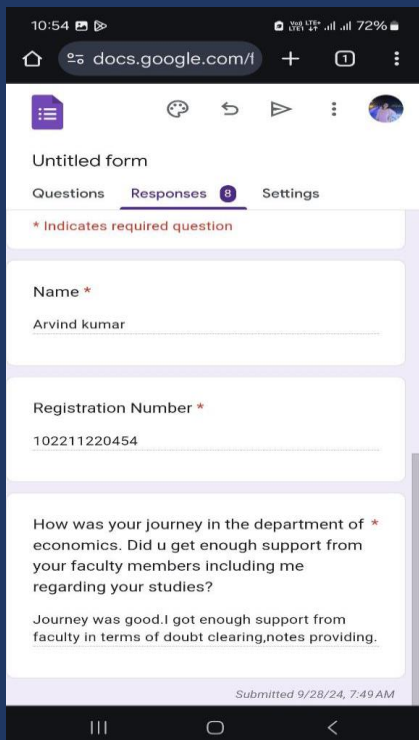 10:54 Vo)) LTE+ LTE1 72%
docs.google.com/f 1
Untitled form
Questions Responses 8 Settings
* Indicates required question
Name *
Arvind kumar
Registration Number *
102211220454
How was your journey in the department of *
economics. Did u get enough support from
your faculty members including me
regarding your studies?
Journey was good.I got enough support from
faculty in terms of doubt clearing,notes providing.
Submitted 9/28/24, 7:49 AM